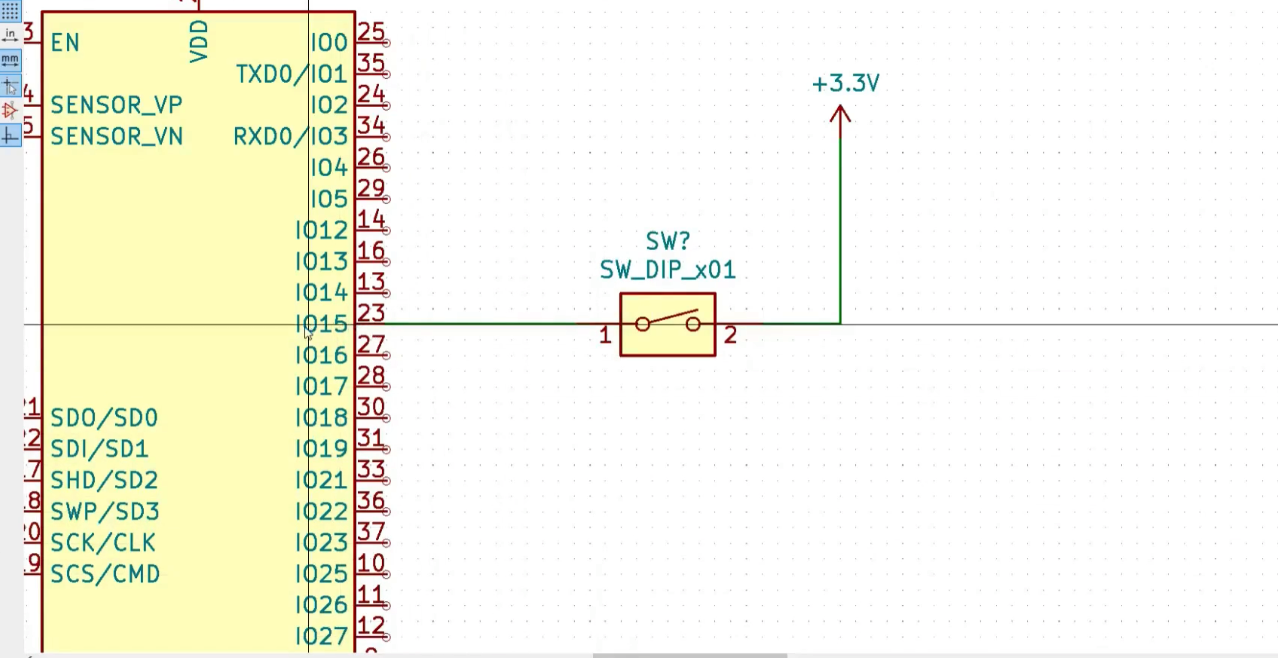 in
mm
3
4
5
21
22
17
18
20
19
EN
SENSOR_VP
SENSOR_VN
SDO/SD0
SDI/SD1
SHD/SD2
SWP/SD3
SCK/CLK
SCS/CMD
VDD
IO0 25
TXD0/IO1 35
IO2 24
RXD0/IO3 34
IO4 26
IO5 29
IO12 14
IO13 16
IO14 13
IO15 23
IO16 27
IO17 28
IO18 30
IO19 31
IO21 33
IO22 36
IO23 37
IO25 10
IO26 11
IO27 12
SW?
SW_DIP_x01
1 2
+3.3V